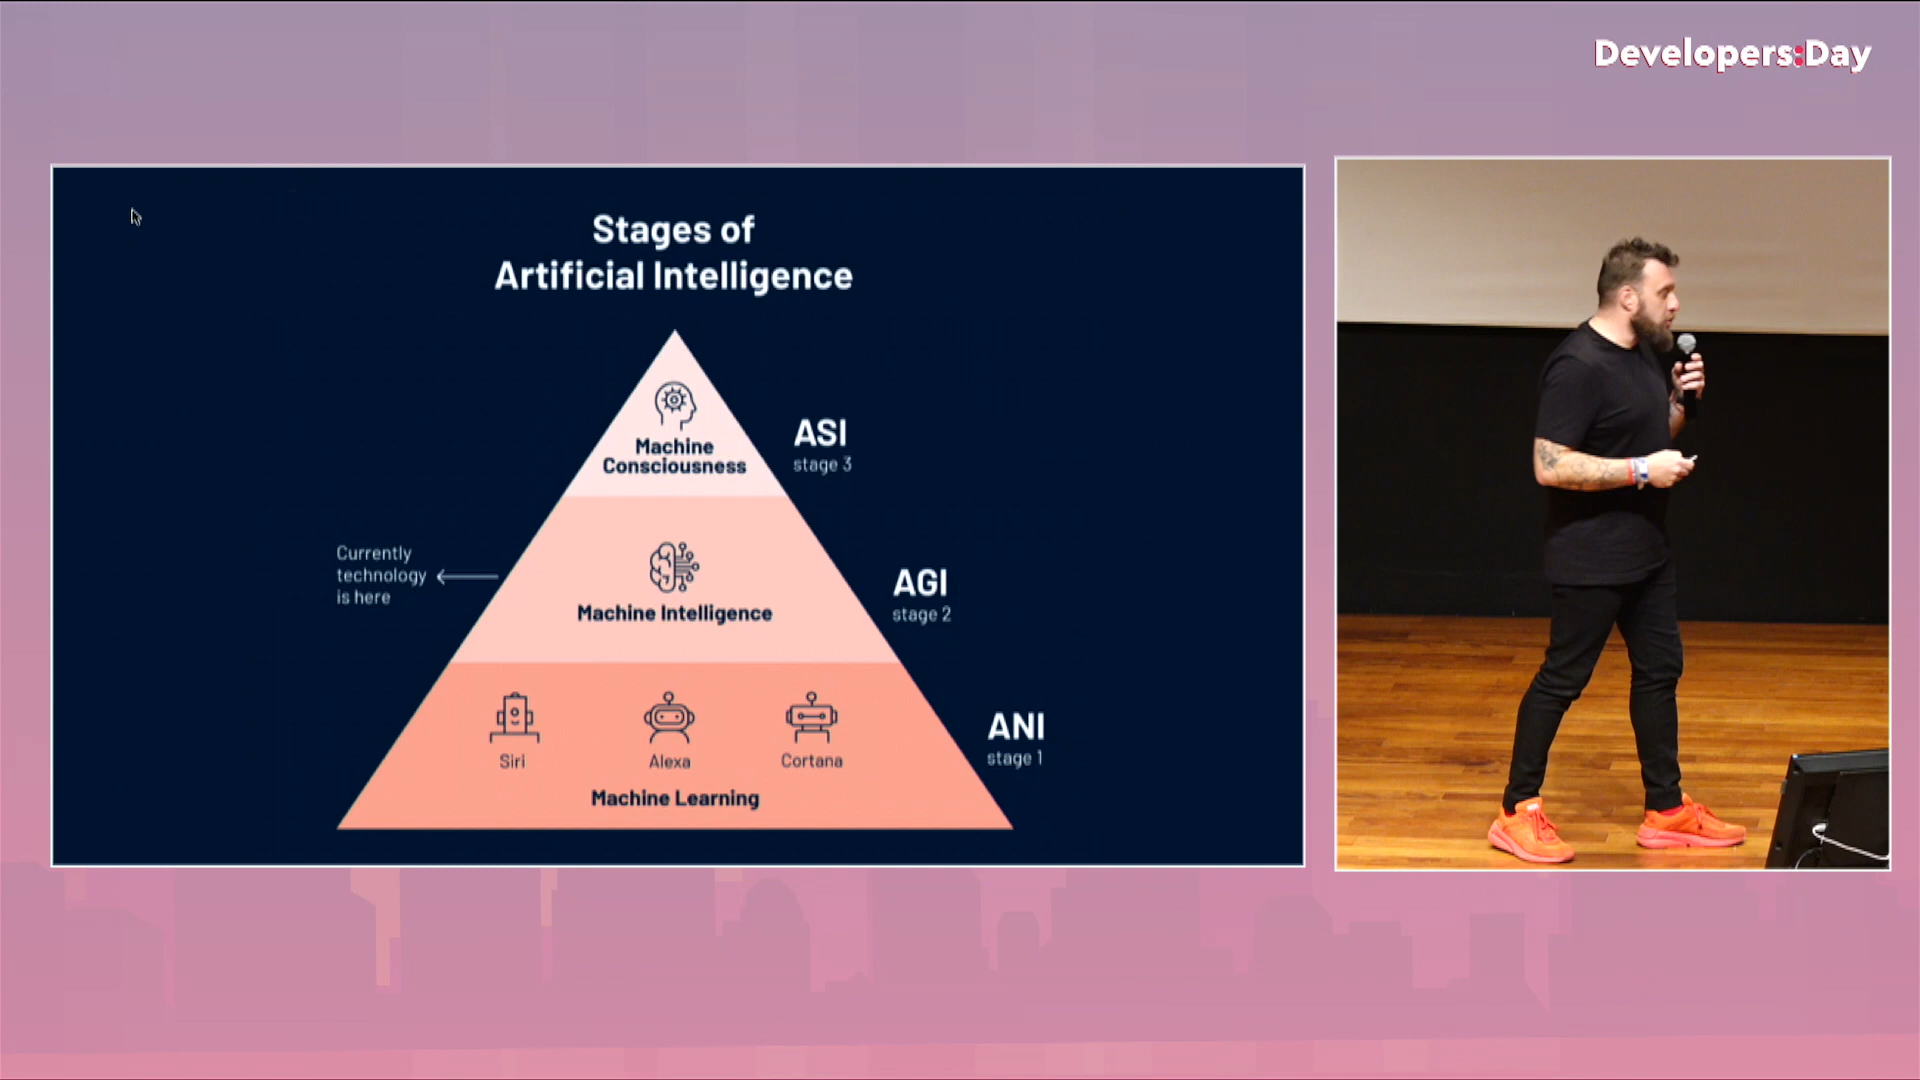 Developers:Day
Stages of
Artificial Intelligence
Machine
Consciousness
ASI
stage 3
Currently
technology
is here
Machine Intelligence
AGI
stage 2
Siri
Alexa
Cortana
Machine Learning
ANI
stage 1